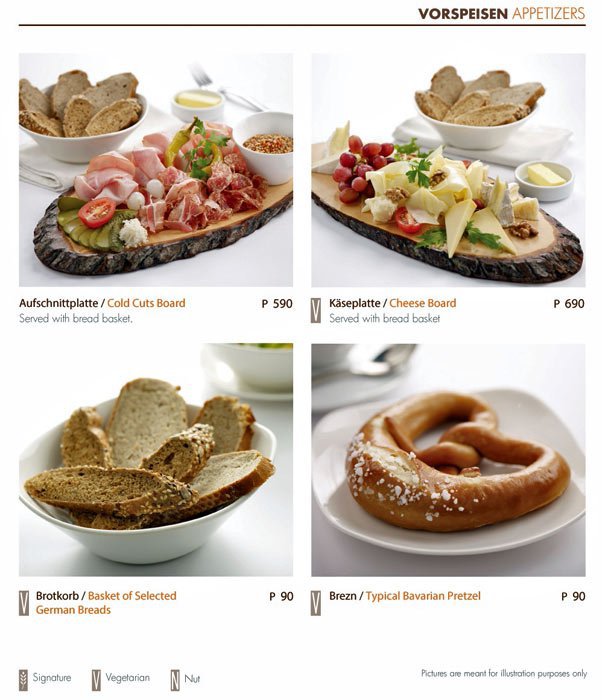 VORSPEISEN APPETIZERS
Aufschnittplatte / Cold Cuts Board P 590
Served with bread basket.
V Käseplatte / Cheese Board P 690
Served with bread basket
V Brotkorb / Basket of Selected P 90
German Breads
V Brezn / Typical Bavarian Pretzel P 90
Signature V Vegetarian N Nut
Pictures are meant for illustration purposes only